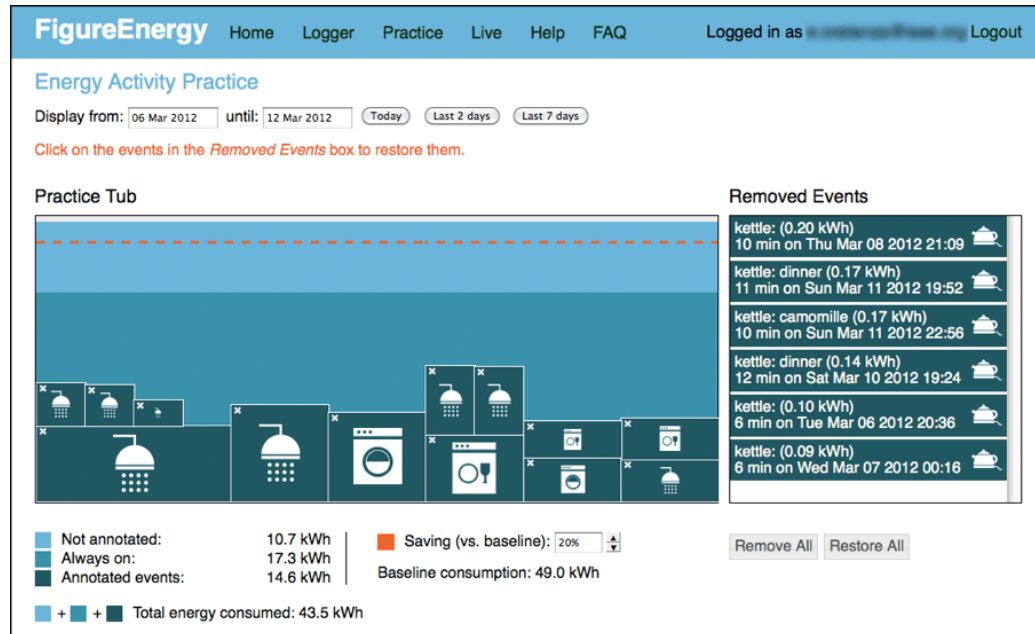 FigureEnergy Home Logger Practice Live Help FAQ Logged in as Logout
Energy Activity Practice
Display from: 06 Mar 2012 until: 12 Mar 2012 Today Last 2 days Last 7 days
Click on the events in the Removed Events box to restore them.
Practice Tub
Removed Events
kettle: (0.20 kWh)
10 min on Thu Mar 08 2012 21:09
kettle: dinner (0.17 kWh)
11 min on Sun Mar 11 2012 19:52
kettle: camomille (0.17 kWh)
10 min on Sun Mar 11 2012 22:56
kettle: dinner (0.14 kWh)
12 min on Sat Mar 10 2012 19:24
kettle: (0.10 kWh)
6 min on Tue Mar 06 2012 20:36
kettle: (0.09 kWh)
6 min on Wed Mar 07 2012 00:16
Not annotated: 10.7 kWh
Always on: 17.3 kWh
Annotated events: 14.6 kWh
Saving (vs. baseline): 20%
Baseline consumption: 49.0 kWh
Remove All Restore All
+ + Total energy consumed: 43.5 kWh